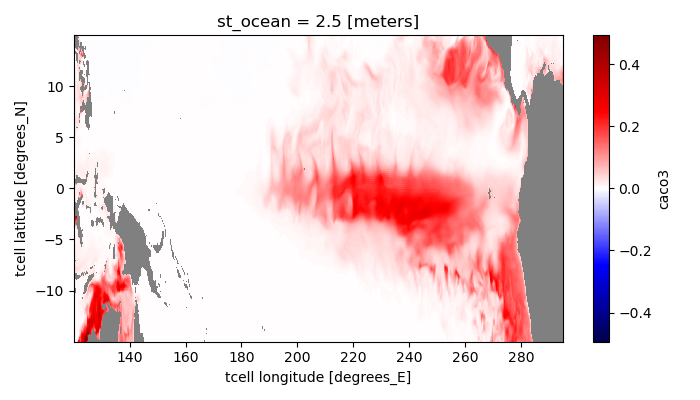 st_ocean = 2.5 [meters]
10
5
0
−5
−10
tcell latitude [degrees_N]
140 160 180 200 220 240 260 280
tcell longitude [degrees_E]
0.4
0.2
0.0
−0.2
−0.4
caco3